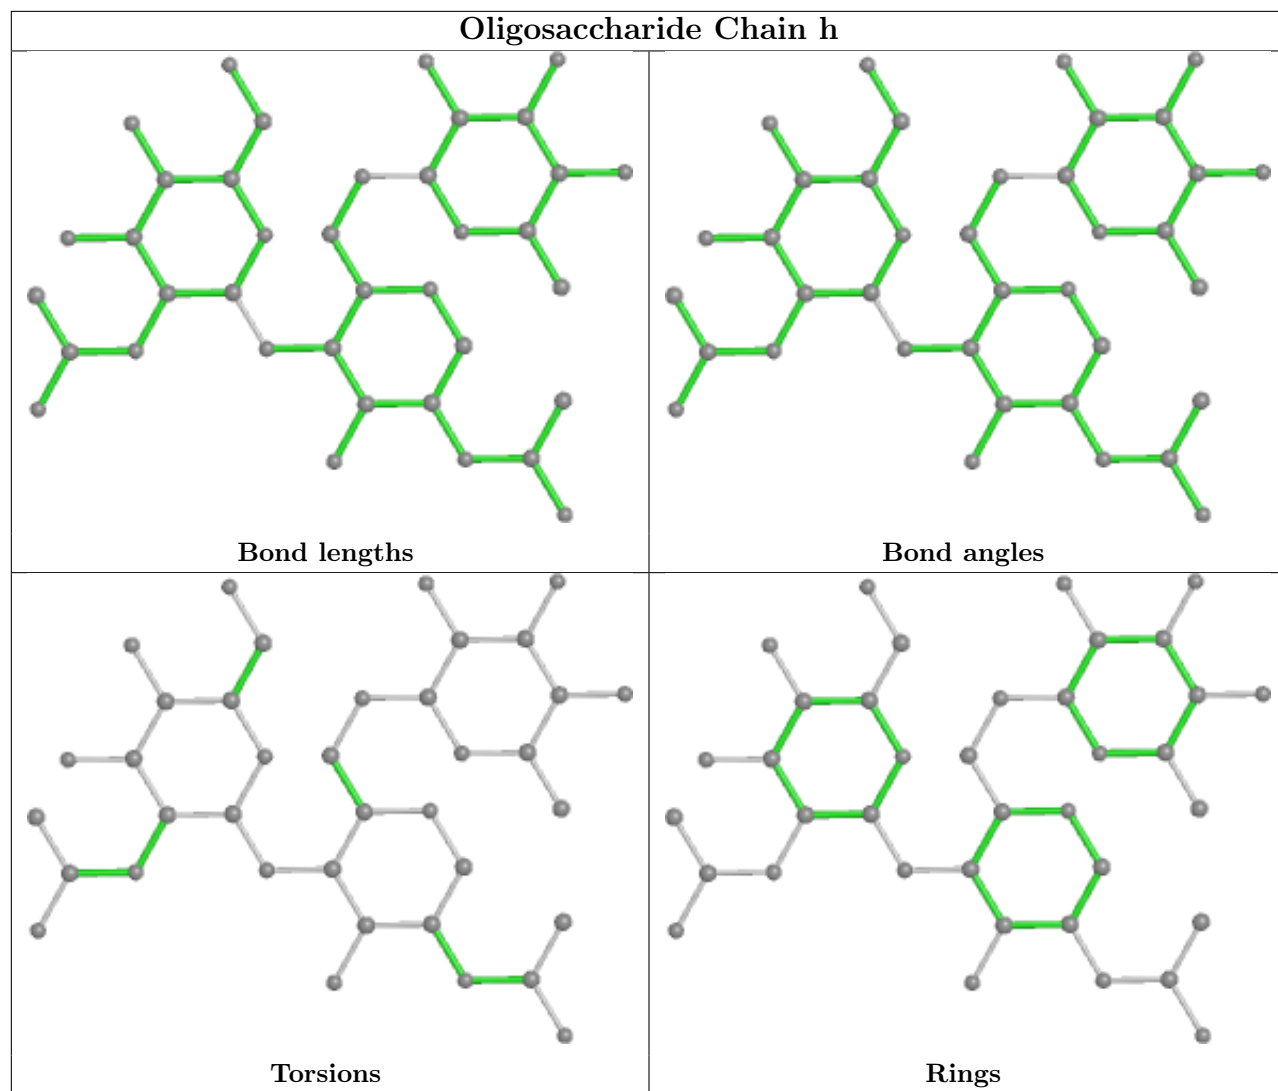 Oligosaccharide Chain h
Bond lengths
Bond angles
Torsions
Rings